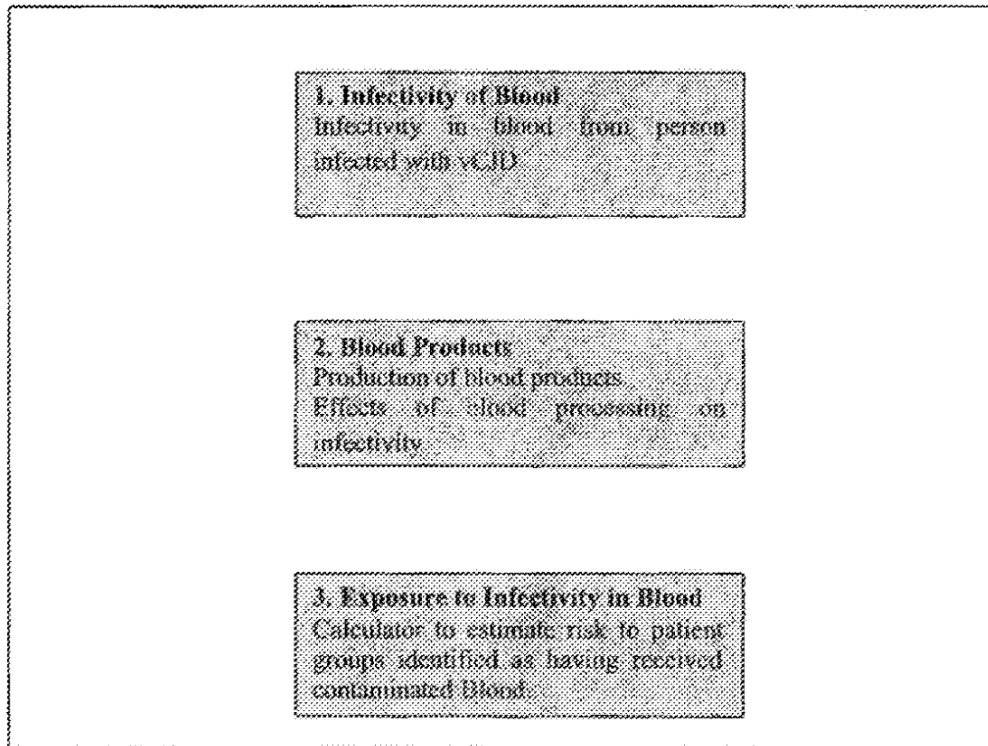 1. Infectivity of Blood
Infectivity in blood from person
infected with vCJD
2. Blood Products
Production of blood products
Effects of blood processing on
infectivity
3. Exposure to Infectivity in Blood
Calculator to estimate risk to patient
groups identified as having received
contaminated Blood